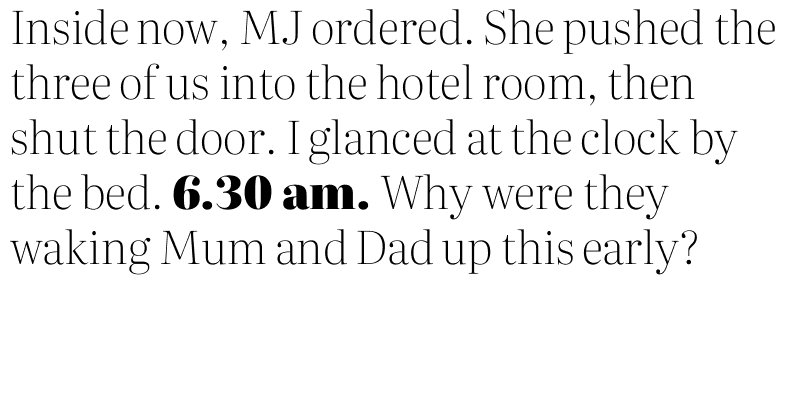 Inside now, MJ ordered. She pushed the
three of us into the hotel room, then
shut the door. I glanced at the clock by
the bed. 6.30 am. Why were they
waking Mum and Dad up this early?